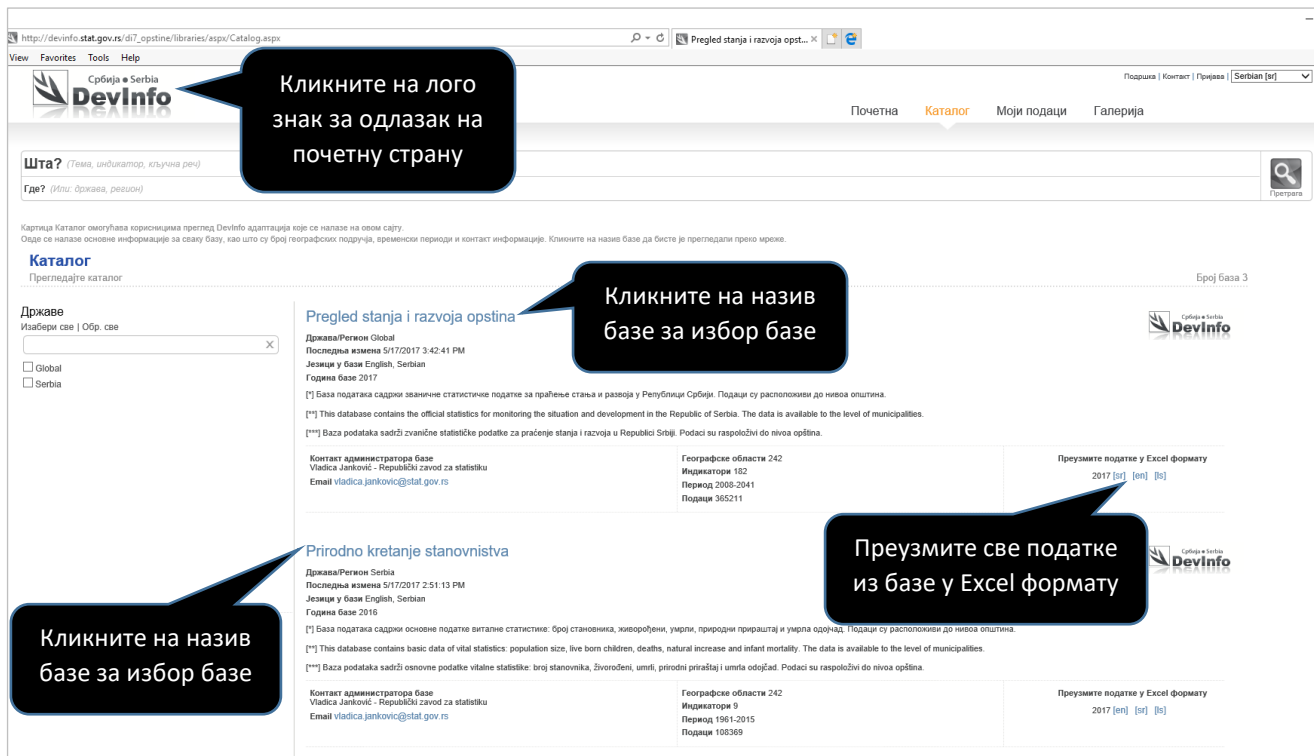 http://devinfo.stat.gov.rs/di7_opstine/libraries/aspx/Catalog.aspx
Pregled stanja i razvoja opst...
View Favorites Tools Help
Србија Serbia
DevInfo
Кликните на лого
знак за одлазак на
почетну страну
Подршка | Контакт | Пријава | Serbian [sr]
Почетна Каталог Моји подаци Галерија
Шта? (Тема, индикатор, кључна реч)
Где? (Или: држава, регион)
Претрага
Картица Каталог омогућава корисницима преглед DevInfo адаптација које се налазе на овом сајту.
Овде се налазе основне информације за сваку базу, као што су број географских подручја, временски периоди и контакт информације. Кликните на назив базе да бисте је прегледали преко мреже.
Каталог
Прегледајте каталог
Број база 3
Државе
Изабери све | Обр. све
Global
Serbia
Кликните на назив
базе за избор базе
Pregled stanja i razvoja opstina
Држава/Регион Global
Последња измена 5/17/2017 3:42:41 PM
Језици у бази English, Serbian
Година базе 2017
[*] База података садржи званичне статистичке податке за праћење стања и развоја у Републици Србији. Подаци су расположиви до нивоа општина.
[**] This database contains the official statistics for monitoring the situation and development in the Republic of Serbia. The data is available to the level of municipalities.
[***] Baza podataka sadrži zvanične statističke podatke za praćenje stanja i razvoja u Republici Srbiji. Podaci su raspoloživi do nivoa opština.
Србија Serbia
DevInfo
Контакт администратора базе
Vladica Janković - Republički zavod za statistiku
Email vladica.jankovic@stat.gov.rs
Географске области 242
Индикатори 182
Период 2008-2041
Подаци 365211
Преузмите податке у Excel формату
2017 [sr] [en] [ls]
Преузмите све податке
из базе у Excel формату
Prirodno kretanje stanovnistva
Држава/Регион Serbia
Последња измена 5/17/2017 2:51:13 PM
Језици у бази English, Serbian
Година базе 2016
[*] База података садржи основне податке виталне статистике: број становника, живорођени, умрли, природни прираштај и умрла одојчад. Подаци су расположиви до нивоа општина.
[**] This database contains basic data of vital statistics: population size, live born children, deaths, natural increase and infant mortality. The data is available to the level of municipalities.
[***] Baza podataka sadrži osnovne podatke vitalne statistike: broj stanovnika, živorođeni, umrli, prirodni priraštaj i umrla odojčad. Podaci su raspoloživi do nivoa opština.
Србија Serbia
DevInfo
Кликните на назив
базе за избор базе
Контакт администратора базе
Vladica Janković - Republički zavod za statistiku
Email vladica.jankovic@stat.gov.rs
Географске области 242
Индикатори 9
Период 1961-2015
Подаци 108369
Преузмите податке у Excel формату
2017 [en] [sr] [ls]